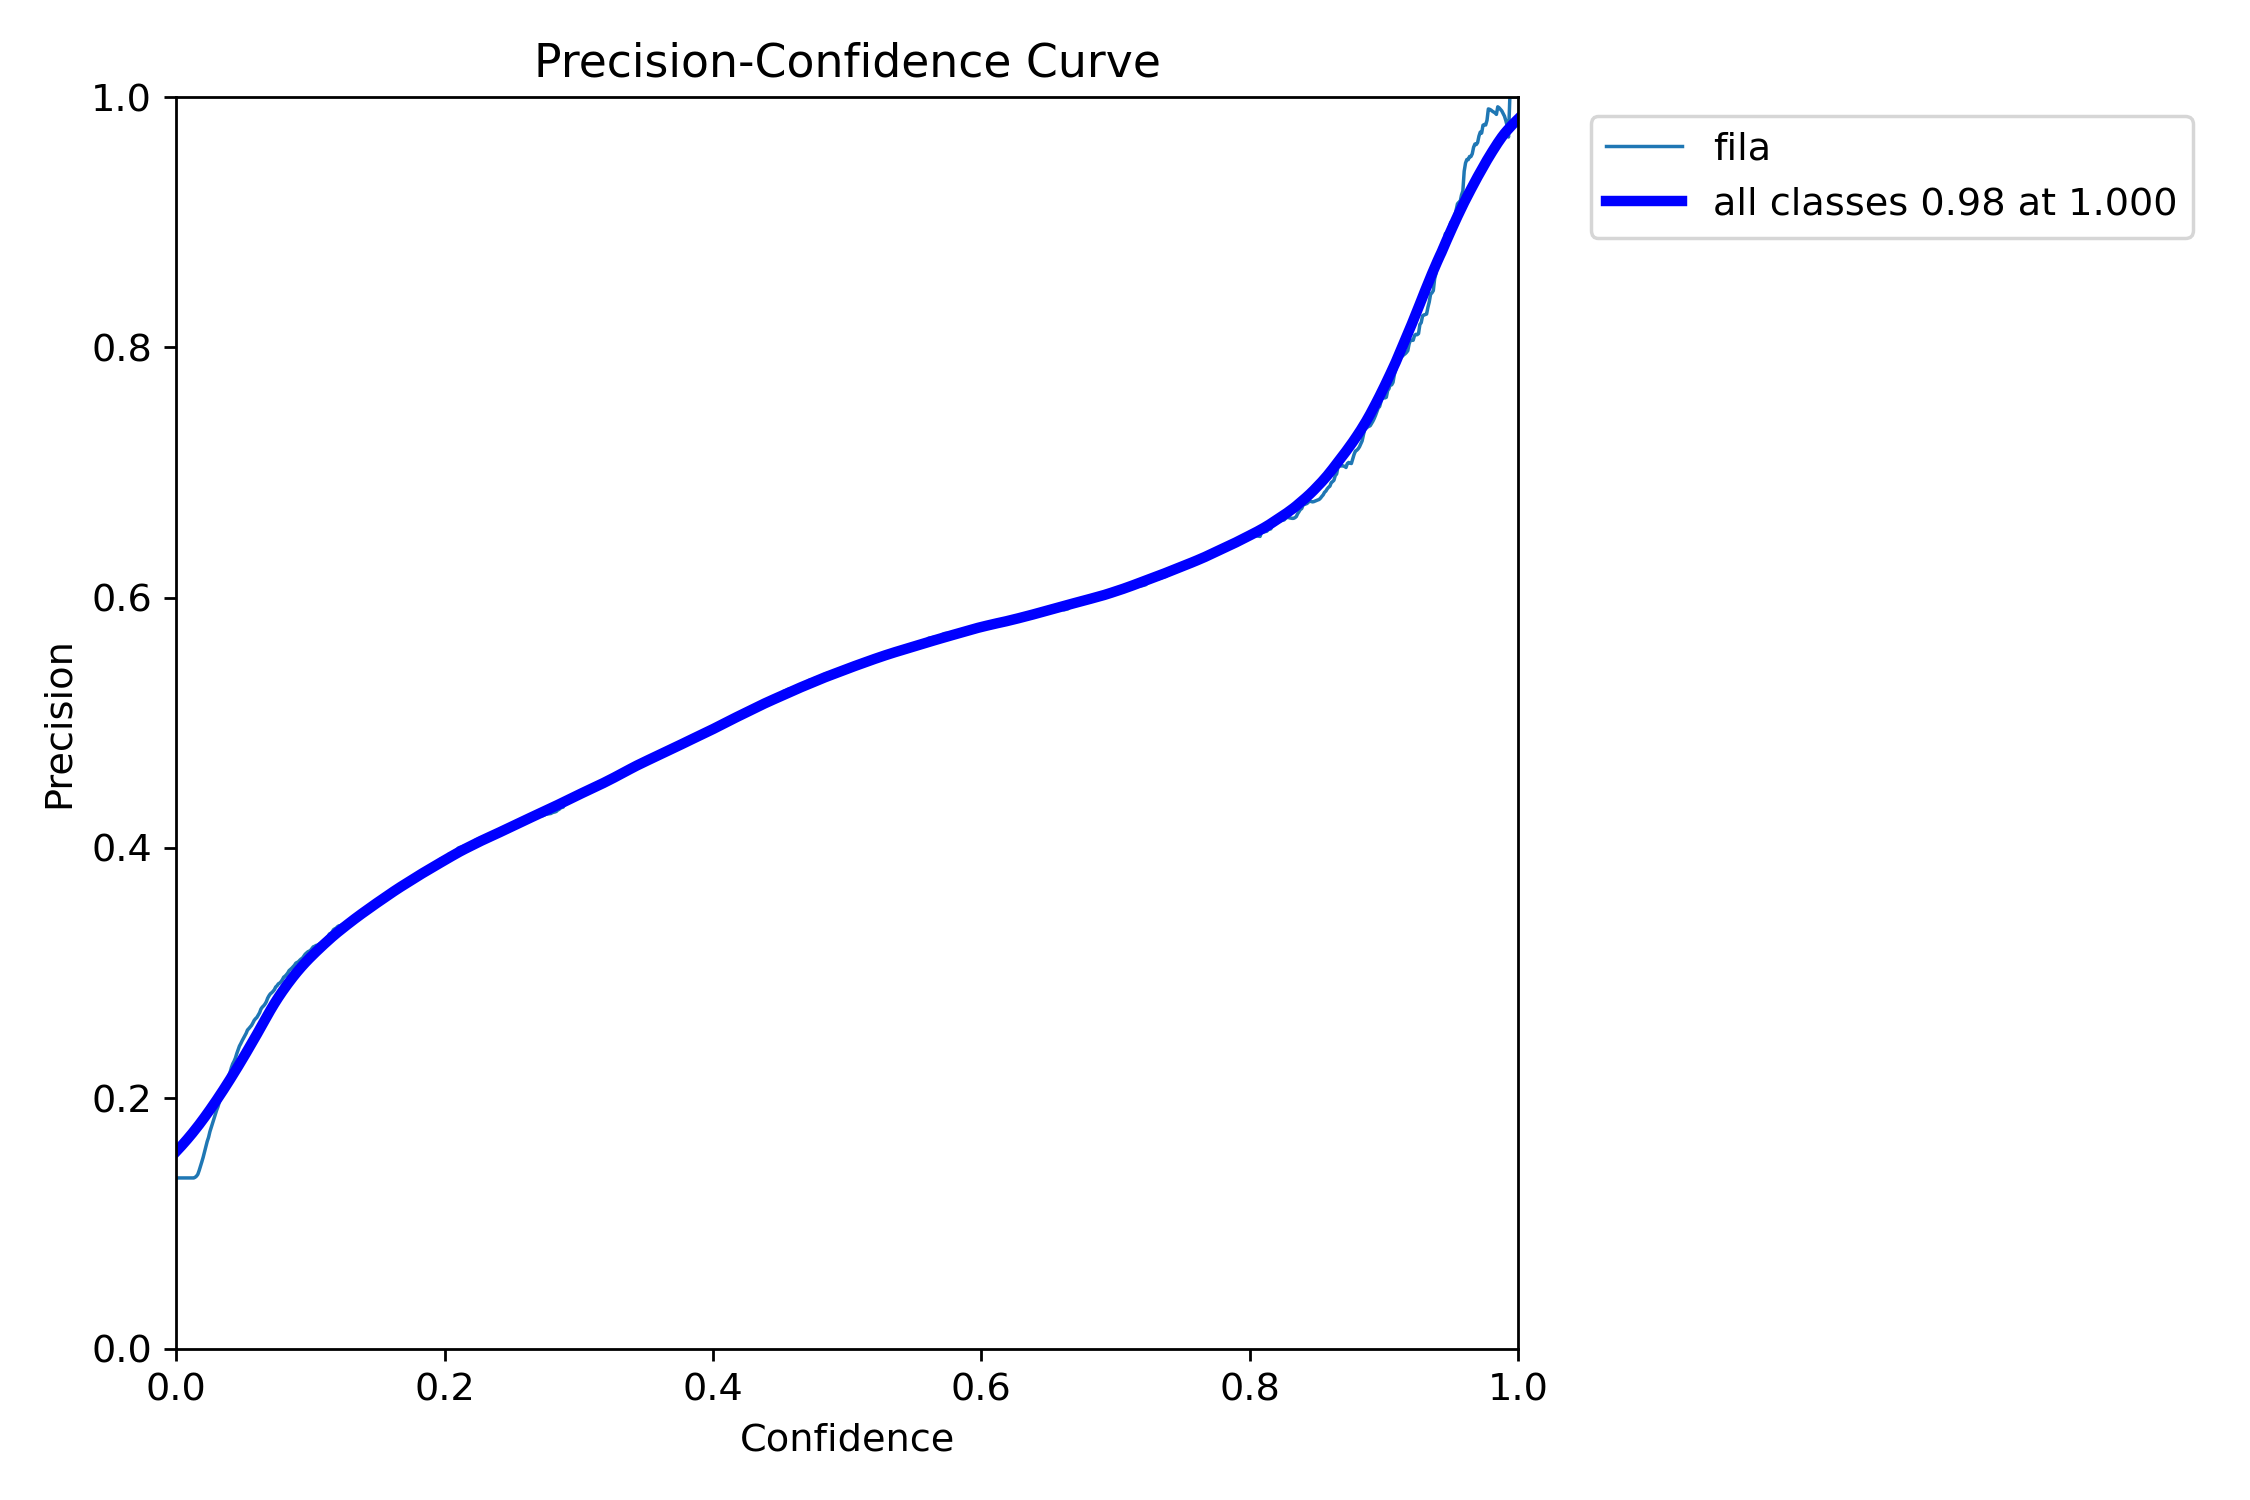 Precision-Confidence Curve
1.0
0.8
0.6
0.4
0.2
0.0
Precision
0.0 0.2 0.4 0.6 0.8 1.0
Confidence
fila
all classes 0.98 at 1.000